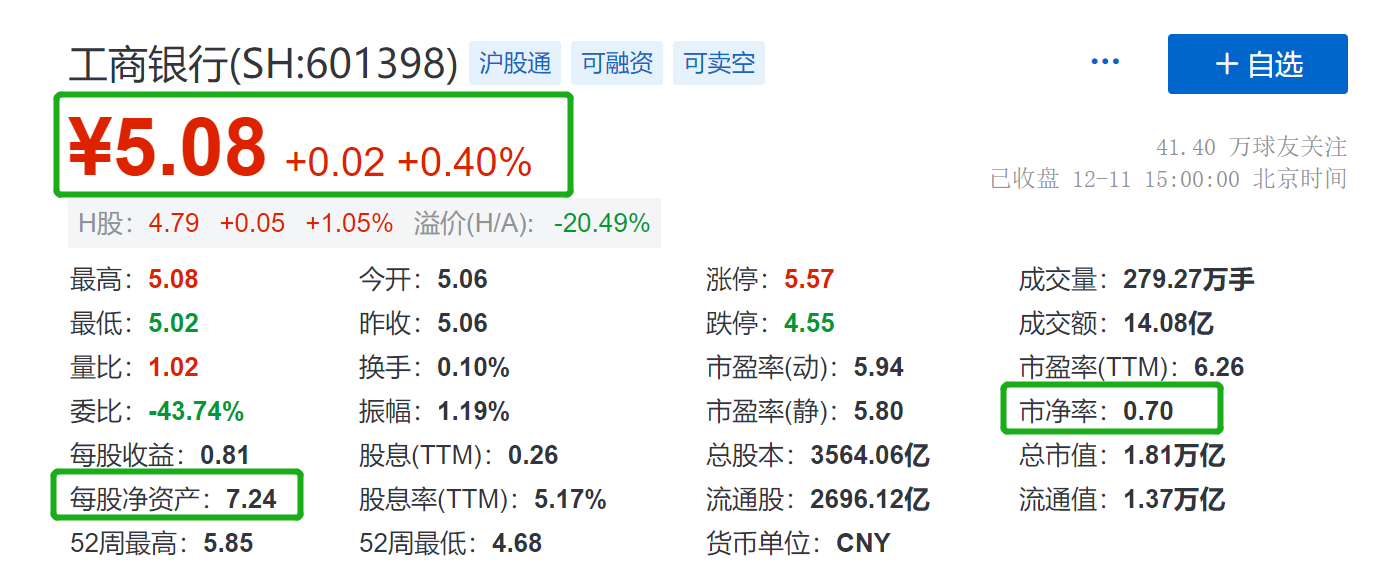 工商银行(SH:601398) 沪股通 可融资 可卖空 ··· ＋自选
¥5.08 +0.02 +0.40%
41.40 万球友关注
已收盘 12-11 15:00:00 北京时间
H股: 4.79 +0.05 +1.05% 溢价(H/A): -20.49%
最高: 5.08 今开: 5.06 涨停: 5.57 成交量: 279.27万手
最低: 5.02 昨收: 5.06 跌停: 4.55 成交额: 14.08亿
量比: 1.02 换手: 0.10% 市盈率(动): 5.94 市盈率(TTM): 6.26
委比: -43.74% 振幅: 1.19% 市盈率(静): 5.80 市净率: 0.70
每股收益: 0.81 股息(TTM): 0.26 总股本: 3564.06亿 总市值: 1.81万亿
每股净资产: 7.24 股息率(TTM): 5.17% 流通股: 2696.12亿 流通值: 1.37万亿
52周最高: 5.85 52周最低: 4.68 货币单位: CNY